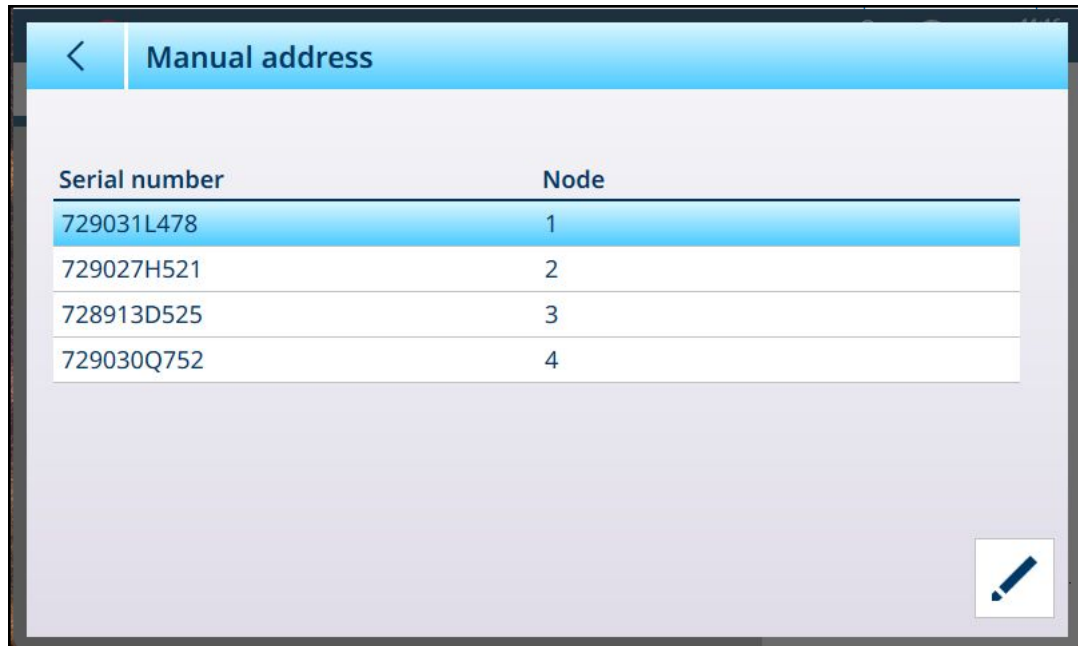 Manual address
Serial number Node
729031L478 1
729027H521 2
728913D525 3
729030Q752 4